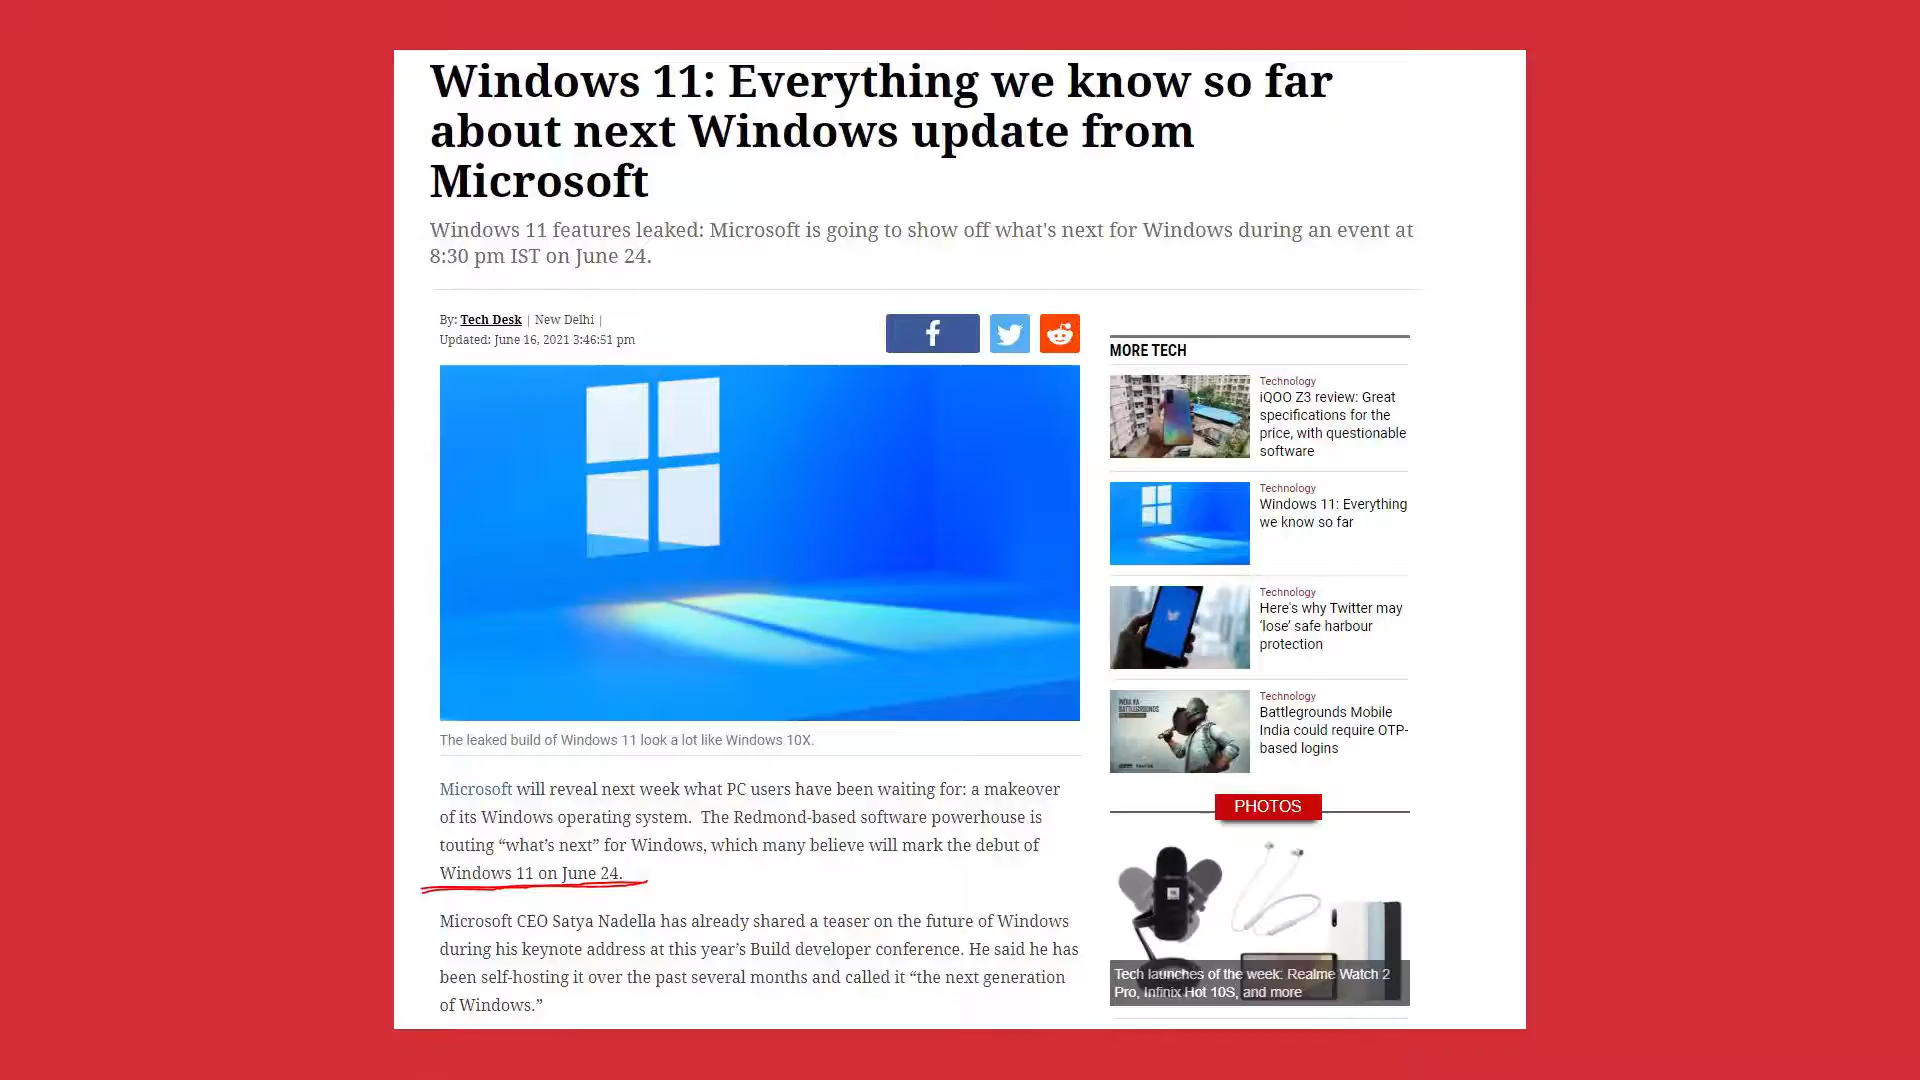 Windows 11: Everything we know so far
about next Windows update from
Microsoft
Windows 11 features leaked: Microsoft is going to show off what's next for Windows during an event at
8:30 pm IST on June 24.
By: Tech Desk | New Delhi |
Updated: June 16, 2021 3:46:51 pm
The leaked build of Windows 11 look a lot like Windows 10X.
Microsoft will reveal next week what PC users have been waiting for: a makeover
of its Windows operating system. The Redmond-based software powerhouse is
touting “what’s next” for Windows, which many believe will mark the debut of
Windows 11 on June 24.
Microsoft CEO Satya Nadella has already shared a teaser on the future of Windows
during his keynote address at this year’s Build developer conference. He said he has
been self-hosting it over the past several months and called it “the next generation
of Windows.”
MORE TECH
Technology
iQOO Z3 review: Great
specifications for the
price, with questionable
software
Technology
Windows 11: Everything
we know so far
Technology
Here's why Twitter may
‘lose’ safe harbour
protection
Technology
Battlegrounds Mobile
India could require OTP-
based logins
INDIA KA
BATTLEGROUNDS
PHOTOS
Tech launches of the week: Realme Watch 2
Pro, Infinix Hot 10S, and more